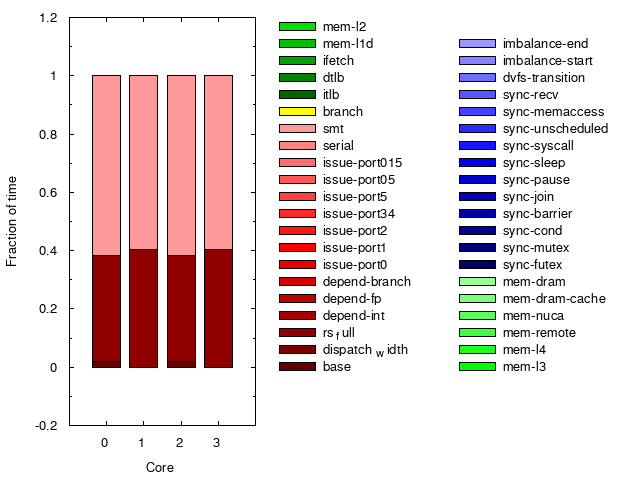 1.2
1
0.8
0.6
0.4
0.2
0
-0.2
Fraction of time
0 1 2 3
Core
mem-l2
mem-l1d
ifetch
dtlb
itlb
branch
smt
serial
issue-port015
issue-port05
issue-port5
issue-port34
issue-port2
issue-port1
issue-port0
depend-branch
depend-fp
depend-int
rs_full
dispatch_width
base
imbalance-end
imbalance-start
dvfs-transition
sync-recv
sync-memaccess
sync-unscheduled
sync-syscall
sync-sleep
sync-pause
sync-join
sync-barrier
sync-cond
sync-mutex
sync-futex
mem-dram
mem-dram-cache
mem-nuca
mem-remote
mem-l4
mem-l3